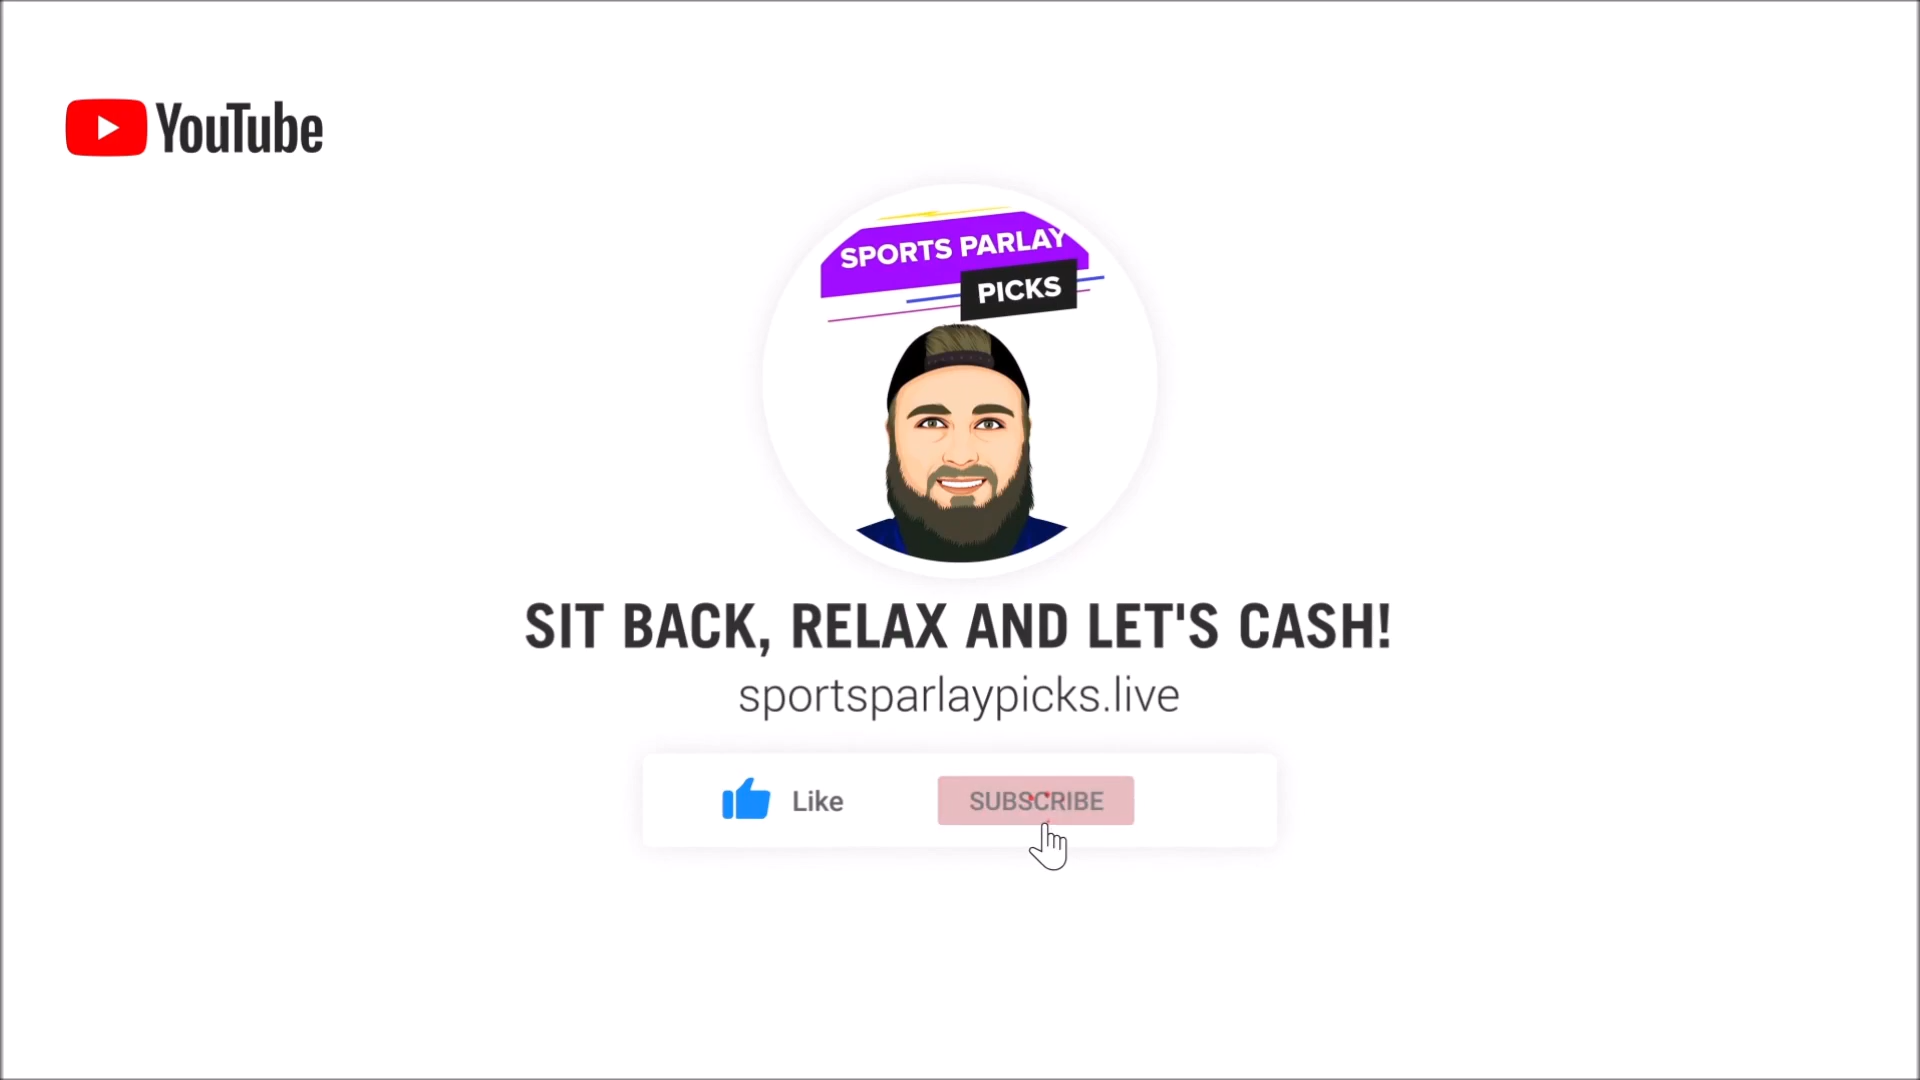 YouTube
SPORTS PARLAY
PICKS
SIT BACK, RELAX AND LET'S CASH!
sportsparlaypicks.live
Like
SUBSCRIBE